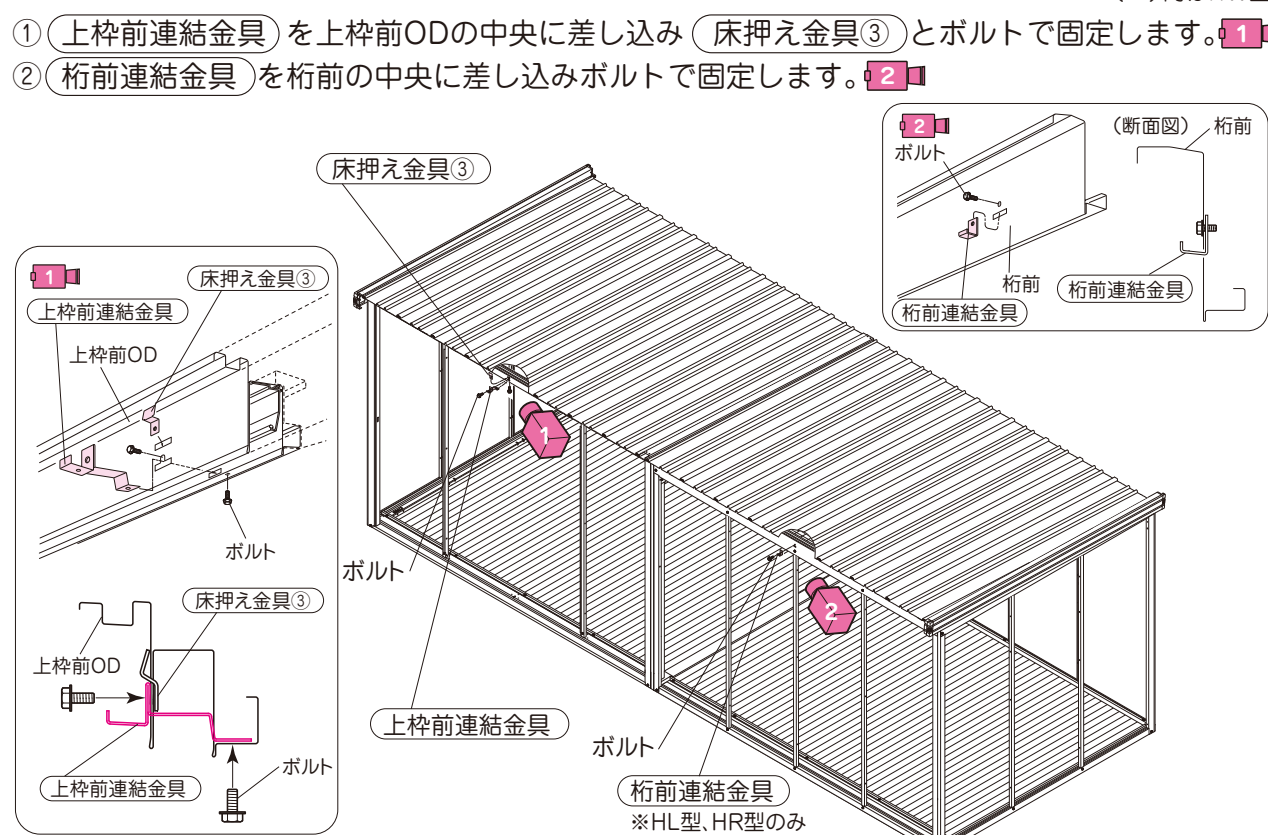 ① 上枠前連結金具 を上枠前ODの中央に差し込み 床押え金具③ とボルトで固定します。 1
② 桁前連結金具 を桁前の中央に差し込みボルトで固定します。 2
2
ボルト
(断面図) 桁前
桁前
桁前連結金具
桁前連結金具
床押え金具③
1
床押え金具③
上枠前連結金具
上枠前OD
ボルト
床押え金具③
上枠前OD
上枠前連結金具
ボルト
1
2
ボルト
上枠前連結金具
ボルト
桁前連結金具
※HL型、HR型のみ